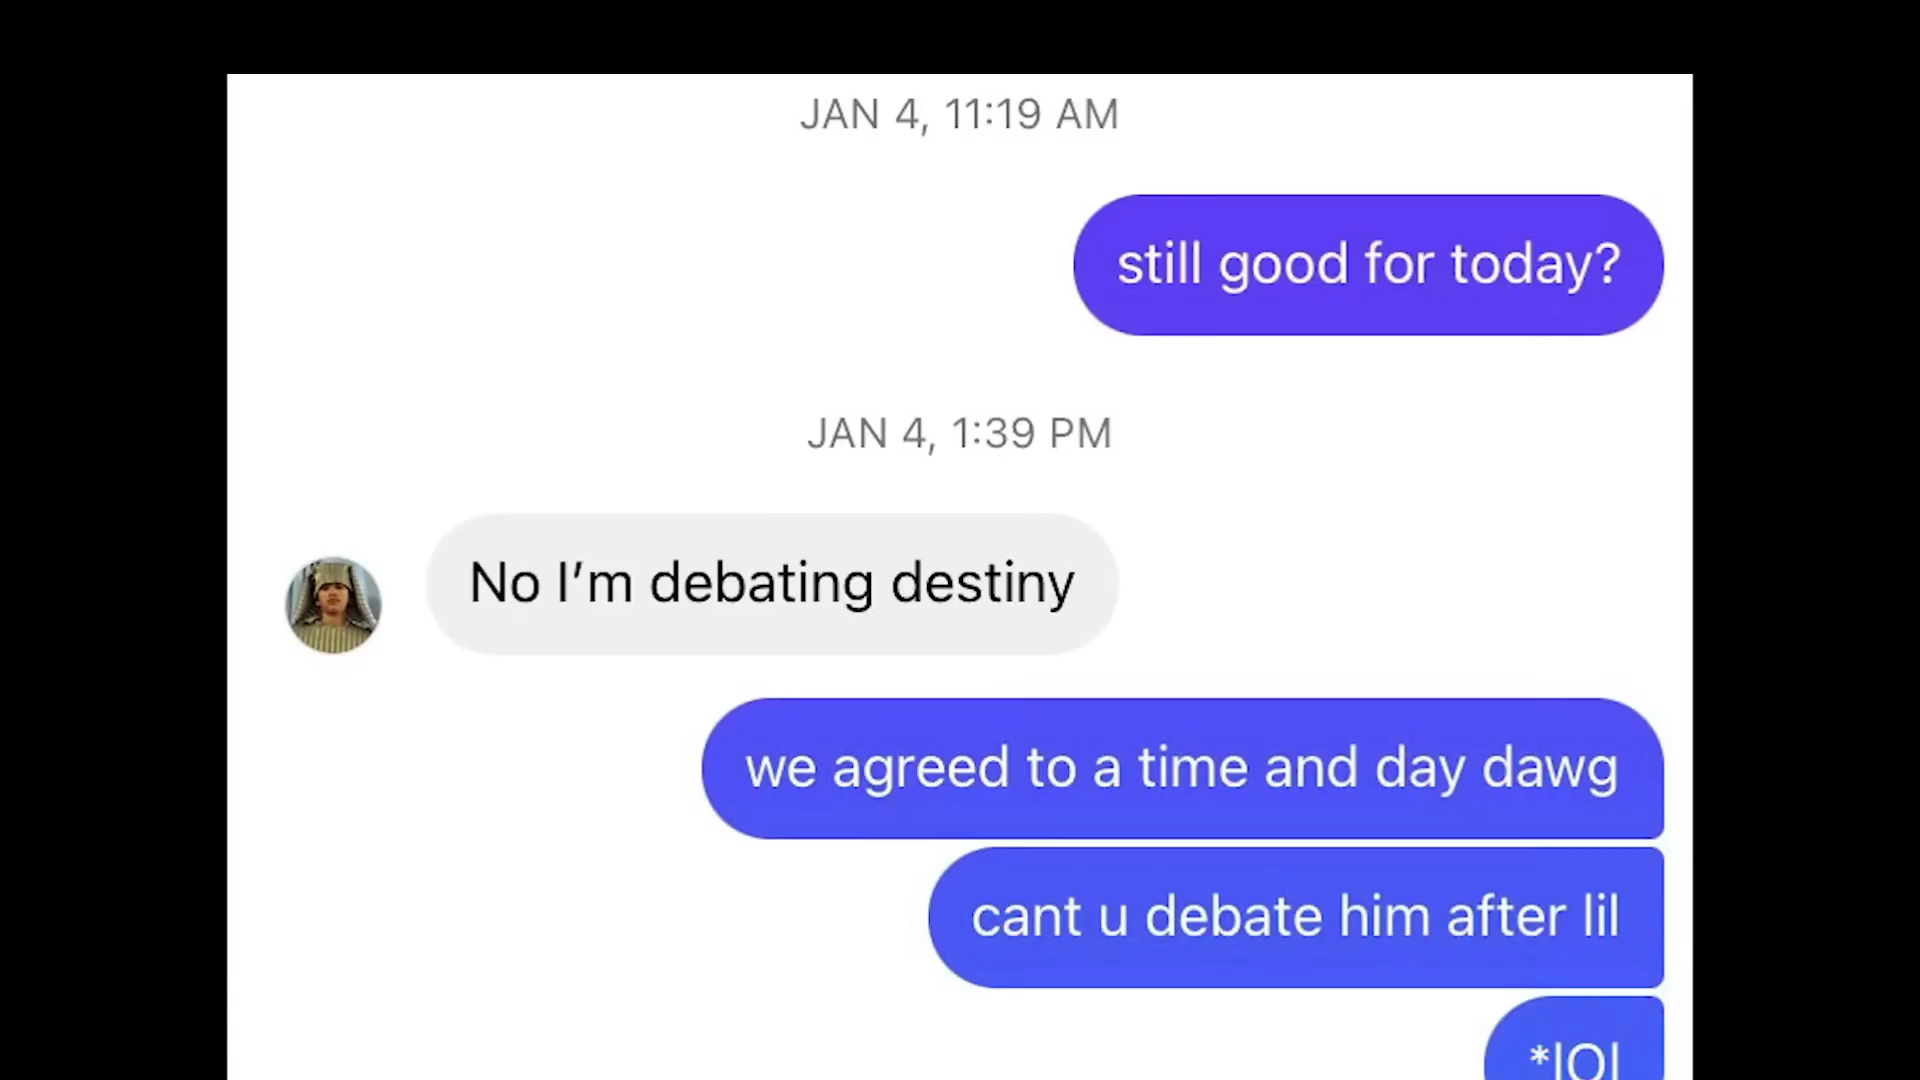 JAN 4, 11:19 AM
still good for today?
JAN 4, 1:39 PM
No I’m debating destiny
we agreed to a time and day dawg
cant u debate him after lil
*lOl